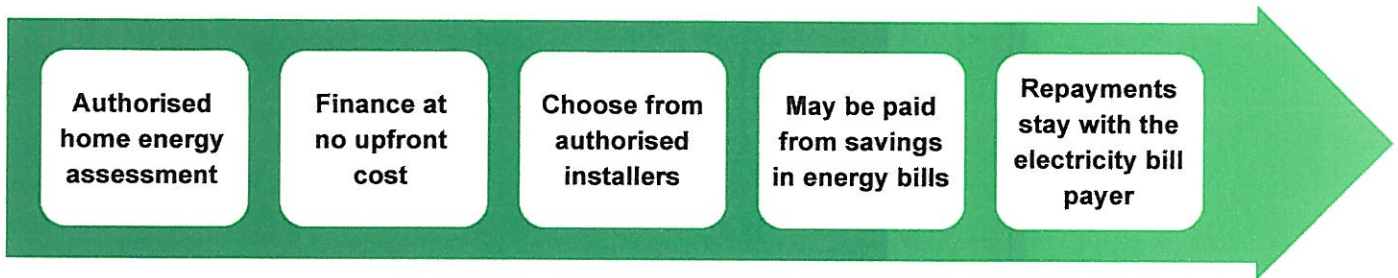 Authorised
home energy
assessment
Finance at
no upfront
cost
Choose from
authorised
installers
May be paid
from savings
in energy bills
Repayments
stay with the
electricity bill
payer